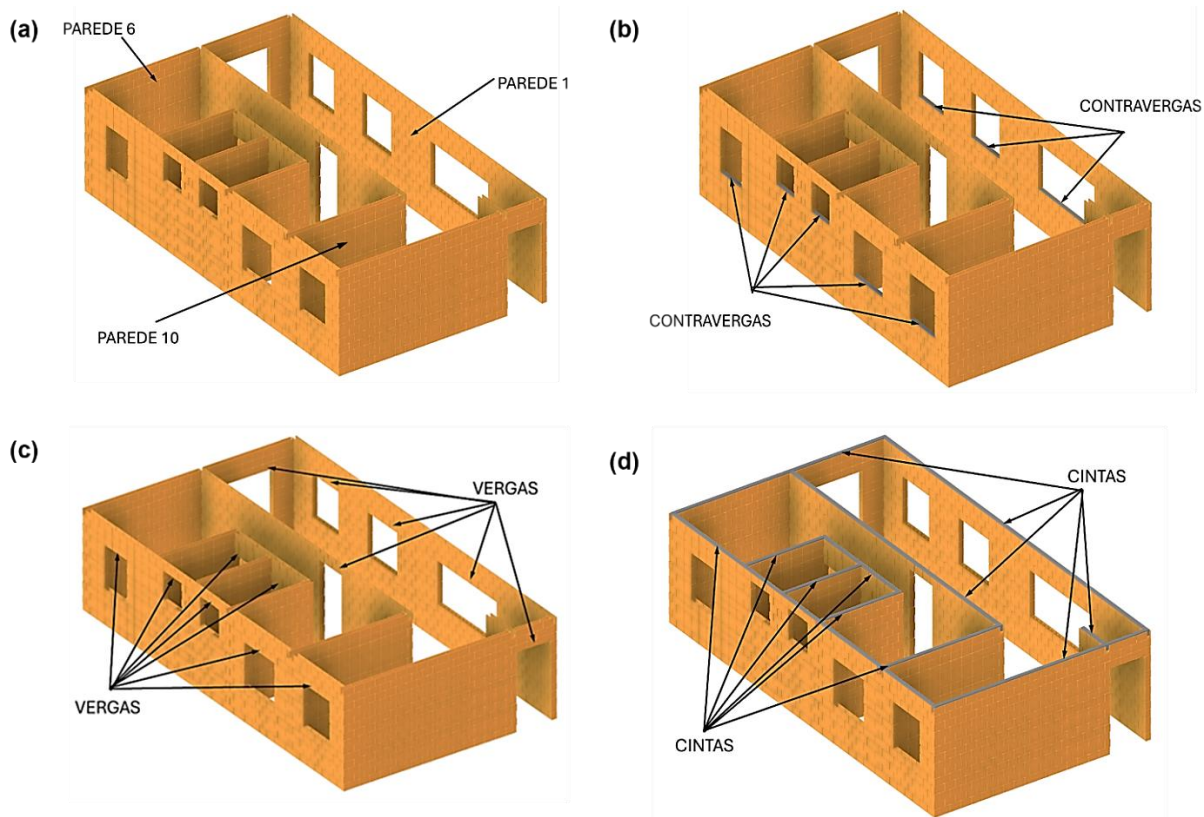 (a)
PAREDE 6
PAREDE 1
PAREDE 10
(b)
CONTRAVERGAS
CONTRAVERGAS
(c)
VERGAS
VERGAS
(d)
CINTAS
CINTAS